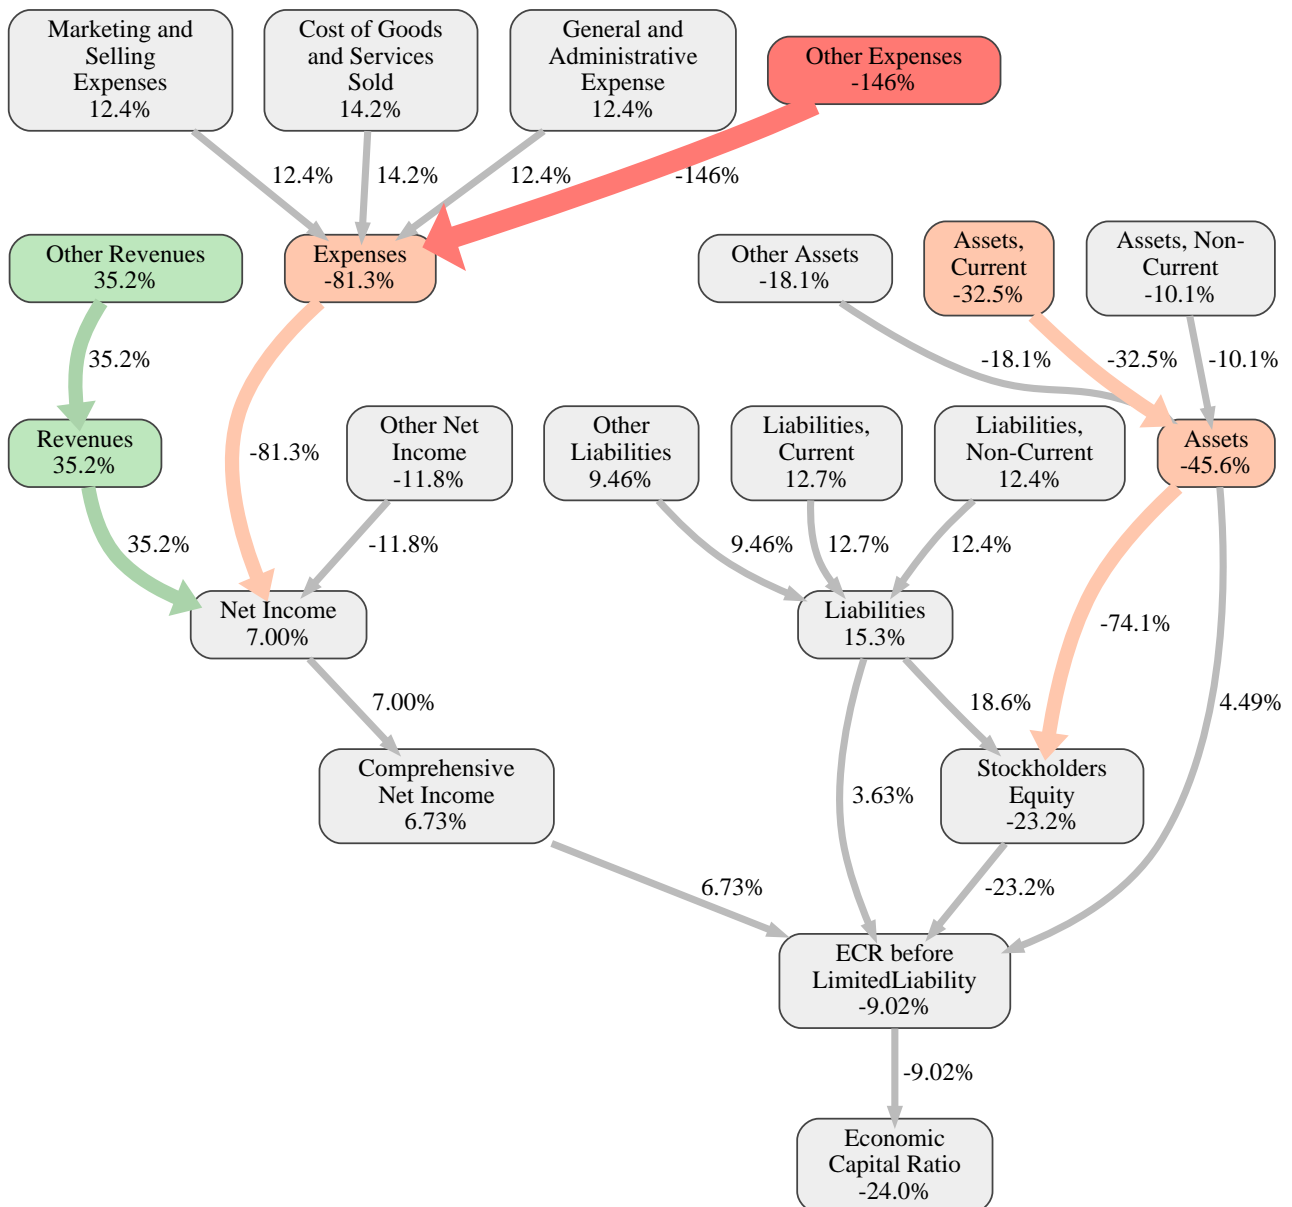 Marketing and
Selling
Expenses
12.4%
Cost of Goods
and Services
Sold
14.2%
General and
Administrative
Expense
12.4%
Other Expenses
-146%
12.4%
14.2%
12.4%
-146%
Other Revenues
35.2%
Expenses
-81.3%
Other Assets
-18.1%
Assets,
Current
-32.5%
Assets, Non-
Current
-10.1%
35.2%
-18.1%
-32.5%
-10.1%
Revenues
35.2%
-81.3%
Other Net
Income
-11.8%
Other
Liabilities
9.46%
Liabilities,
Current
12.7%
Liabilities,
Non-Current
12.4%
Assets
-45.6%
35.2%
-11.8%
9.46%
12.7%
12.4%
Net Income
7.00%
Liabilities
15.3%
-74.1%
7.00%
18.6%
4.49%
Comprehensive
Net Income
6.73%
3.63%
Stockholders
Equity
-23.2%
6.73%
-23.2%
ECR before
LimitedLiability
-9.02%
-9.02%
Economic
Capital Ratio
-24.0%